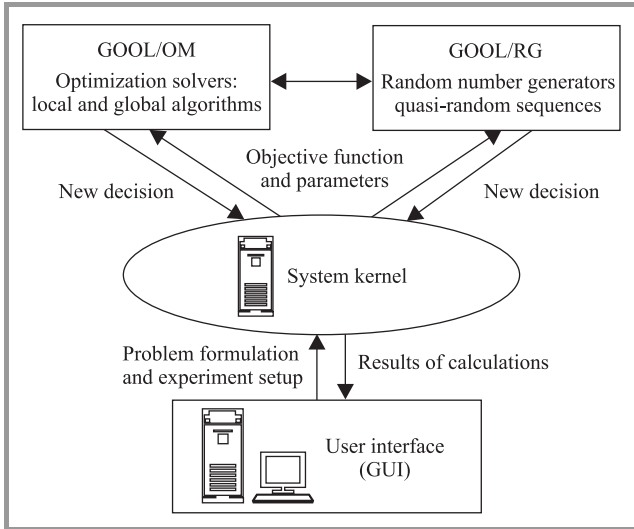 GOOL/OM
Optimization solvers:
local and global algorithms
GOOL/RG
Random number generators
quasi-random sequences
Objective function
and parameters
New decision
New decision
System kernel
Problem formulation
and experiment setup
Results of calculations
User interface
(GUI)